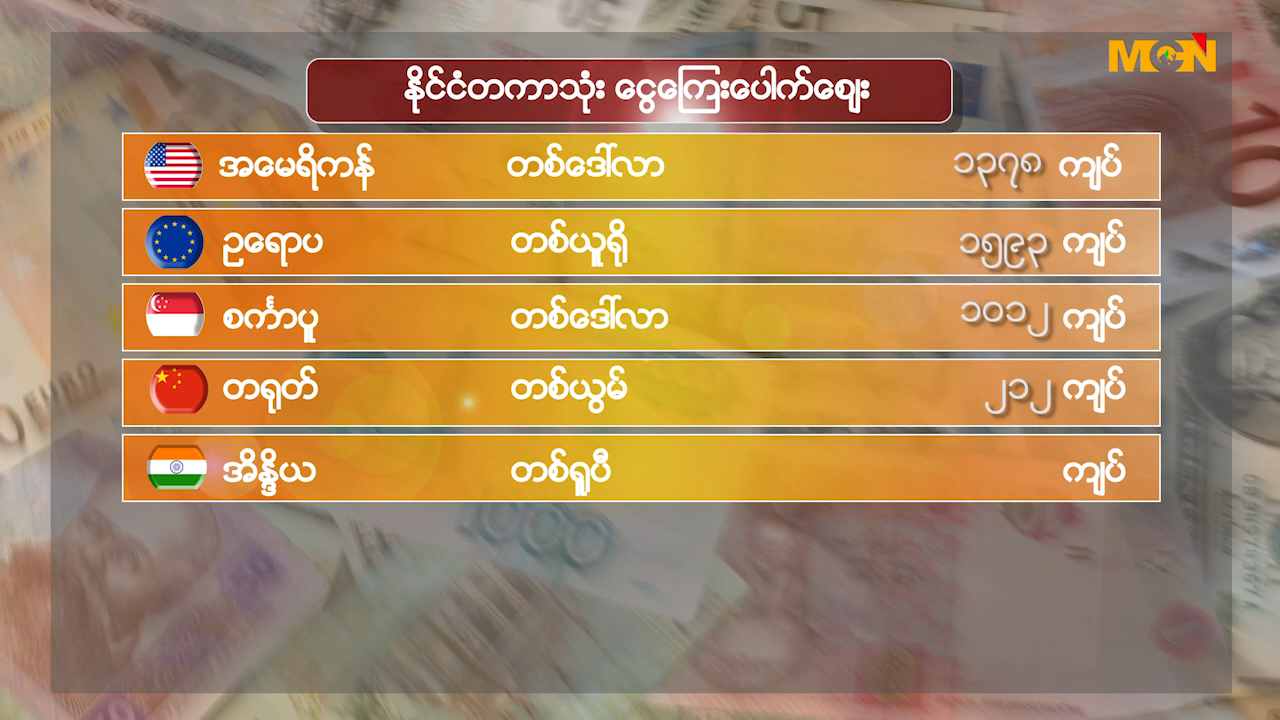 MCN
နိုင်ငံတကာသုံး ငွေကြေးပေါက်ဈေး
အမေရိကန် တစ်ဒေါ်လာ ၁၃၇၈ ကျပ်
ဥရောပ တစ်ယူရို ၁၅၉၃ ကျပ်
စင်္ကာပူ တစ်ဒေါ်လာ ၁၀၁၂ ကျပ်
တရုတ် တစ်ယွမ် ၂၁၂ ကျပ်
အိန္ဒိယ တစ်ရူပီ ကျပ်
1000